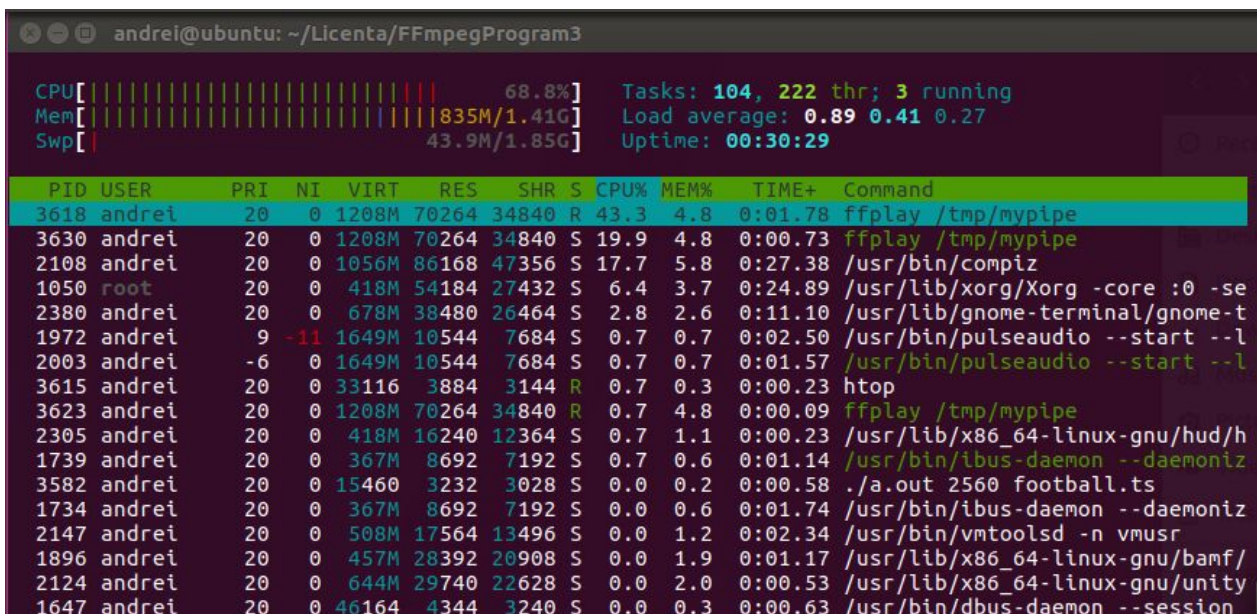 andrei@ubuntu: ~/Licenta/FFmpegProgram3
CPU[||||||||||||||||||||||||||| 68.8%] Tasks: 104, 222 thr; 3 running
Mem[|||||||||||||||||||||||||||835M/1.41G] Load average: 0.89 0.41 0.27
Swp[| 43.9M/1.85G] Uptime: 00:30:29
PID USER PRI NI VIRT RES SHR S CPU% MEM% TIME+ Command
3618 andrei 20 0 1208M 70264 34840 R 43.3 4.8 0:01.78 ffplay /tmp/mypipe
3630 andrei 20 0 1208M 70264 34840 S 19.9 4.8 0:00.73 ffplay /tmp/mypipe
2108 andrei 20 0 1056M 86168 47356 S 17.7 5.8 0:27.38 /usr/bin/compiz
1050 root 20 0 418M 54184 27432 S 6.4 3.7 0:24.89 /usr/lib/xorg/Xorg -core :0 -se
2380 andrei 20 0 678M 38480 26464 S 2.8 2.6 0:11.10 /usr/lib/gnome-terminal/gnome-t
1972 andrei 9 -11 1649M 10544 7684 S 0.7 0.7 0:02.50 /usr/bin/pulseaudio --start --l
2003 andrei -6 0 1649M 10544 7684 S 0.7 0.7 0:01.57 /usr/bin/pulseaudio --start --l
3615 andrei 20 0 33116 3884 3144 R 0.7 0.3 0:00.23 htop
3623 andrei 20 0 1208M 70264 34840 R 0.7 4.8 0:00.09 ffplay /tmp/mypipe
2305 andrei 20 0 418M 16240 12364 S 0.7 1.1 0:00.23 /usr/lib/x86_64-linux-gnu/hud/h
1739 andrei 20 0 367M 8692 7192 S 0.7 0.6 0:01.14 /usr/bin/ibus-daemon --daemoniz
3582 andrei 20 0 15460 3232 3028 S 0.0 0.2 0:00.58 ./a.out 2560 football.ts
1734 andrei 20 0 367M 8692 7192 S 0.0 0.6 0:01.74 /usr/bin/ibus-daemon --daemoniz
2147 andrei 20 0 508M 17564 13496 S 0.0 1.2 0:02.34 /usr/bin/vmtoolsd -n vmusr
1896 andrei 20 0 457M 28392 20908 S 0.0 1.9 0:01.17 /usr/lib/x86_64-linux-gnu/bamf/
2124 andrei 20 0 644M 29740 22628 S 0.0 2.0 0:00.53 /usr/lib/x86_64-linux-gnu/unity
1647 andrei 20 0 46164 4344 3240 S 0.0 0.3 0:00.63 /usr/bin/dbus-daemon --session